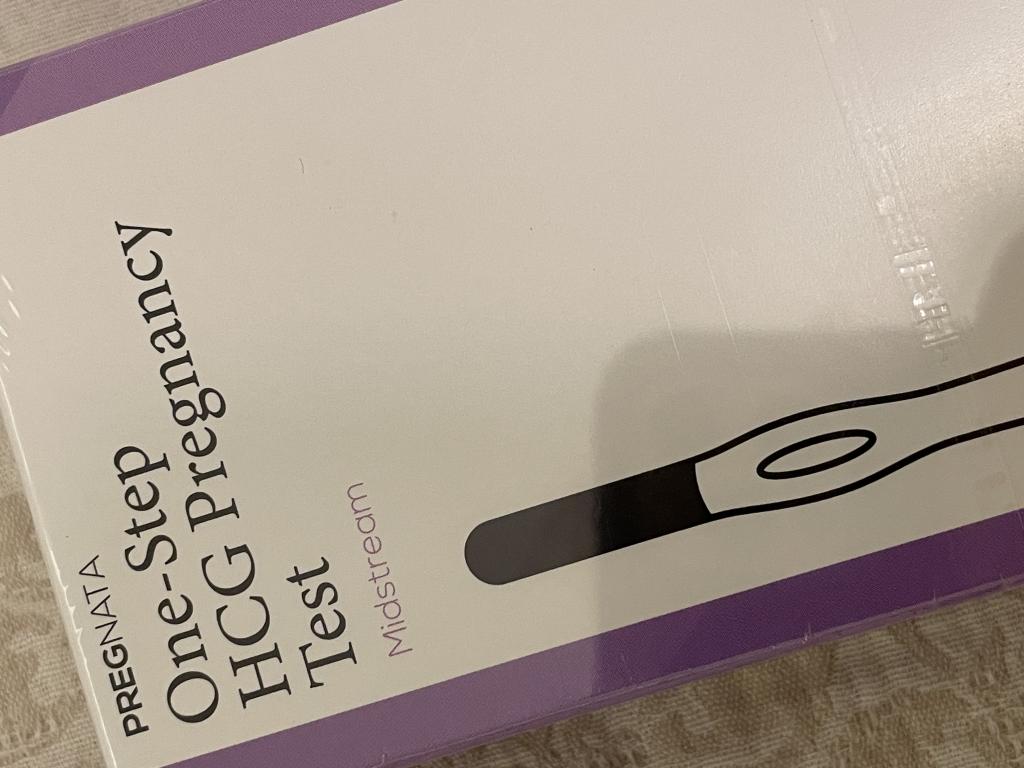 PREGNATA
One-Step
HCG Pregnancy
Test
Midstream